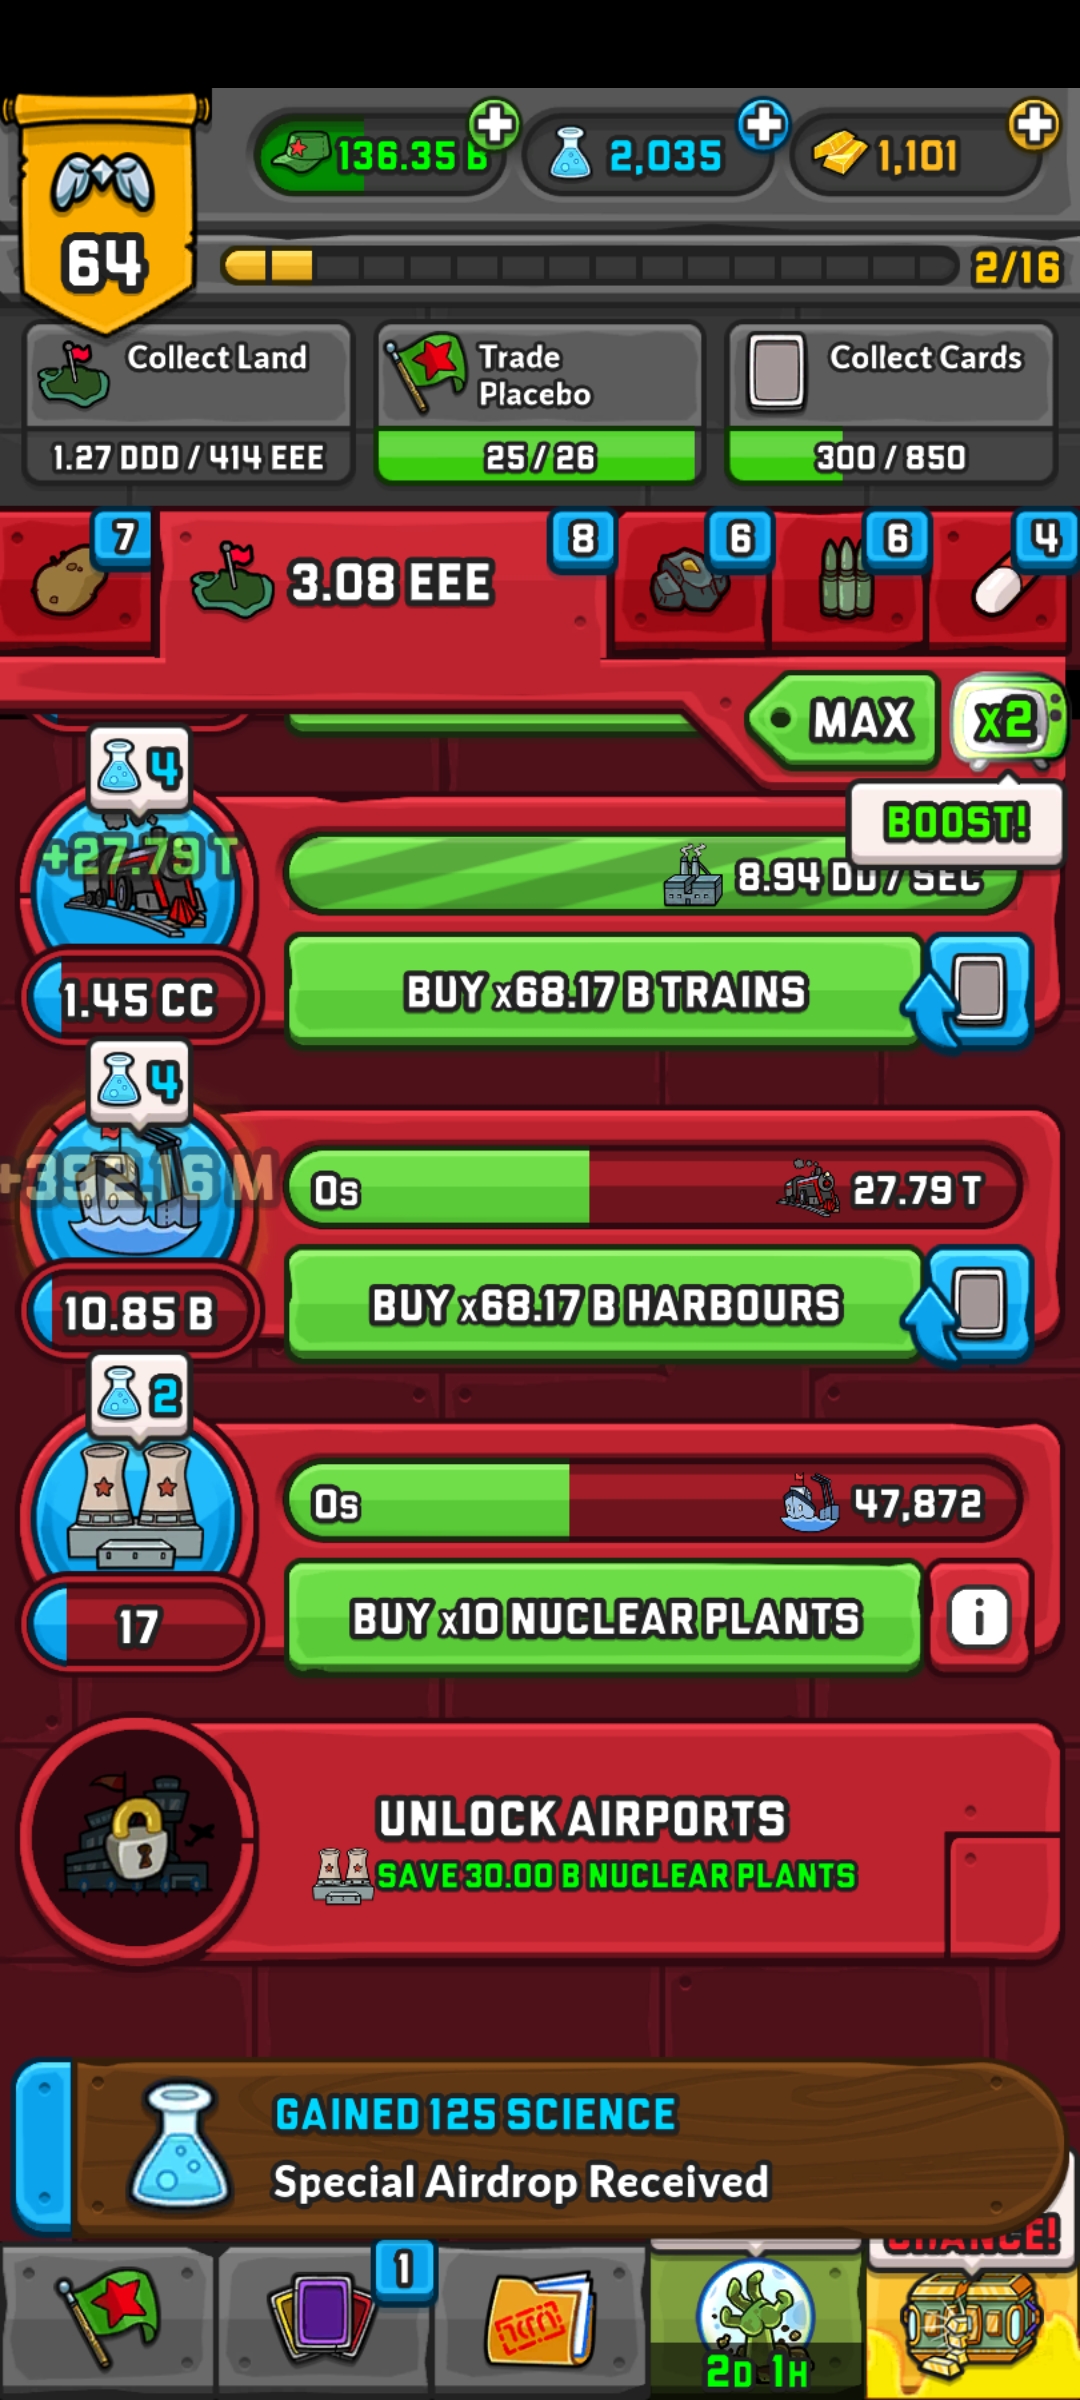 136.35 B
2,035
1,101
64
2/16
Collect Land
1.27 DDD / 414 EEE
Trade
Placebo
25 / 26
Collect Cards
300 / 850
7
3.08 EEE
8
6
6
4
MAX
x2
BOOST!
4
+27.79 T
8.94 DD / SEC
1.45 CC
BUY x68.17 B TRAINS
4
+392.16 M
0s
27.79 T
10.85 B
BUY x68.17 B HARBOURS
2
0s
47,872
17
BUY x10 NUCLEAR PLANTS
i
UNLOCK AIRPORTS
SAVE 30.00 B NUCLEAR PLANTS
GAINED 125 SCIENCE
Special Airdrop Received
CHANCE!
1
2D 1H